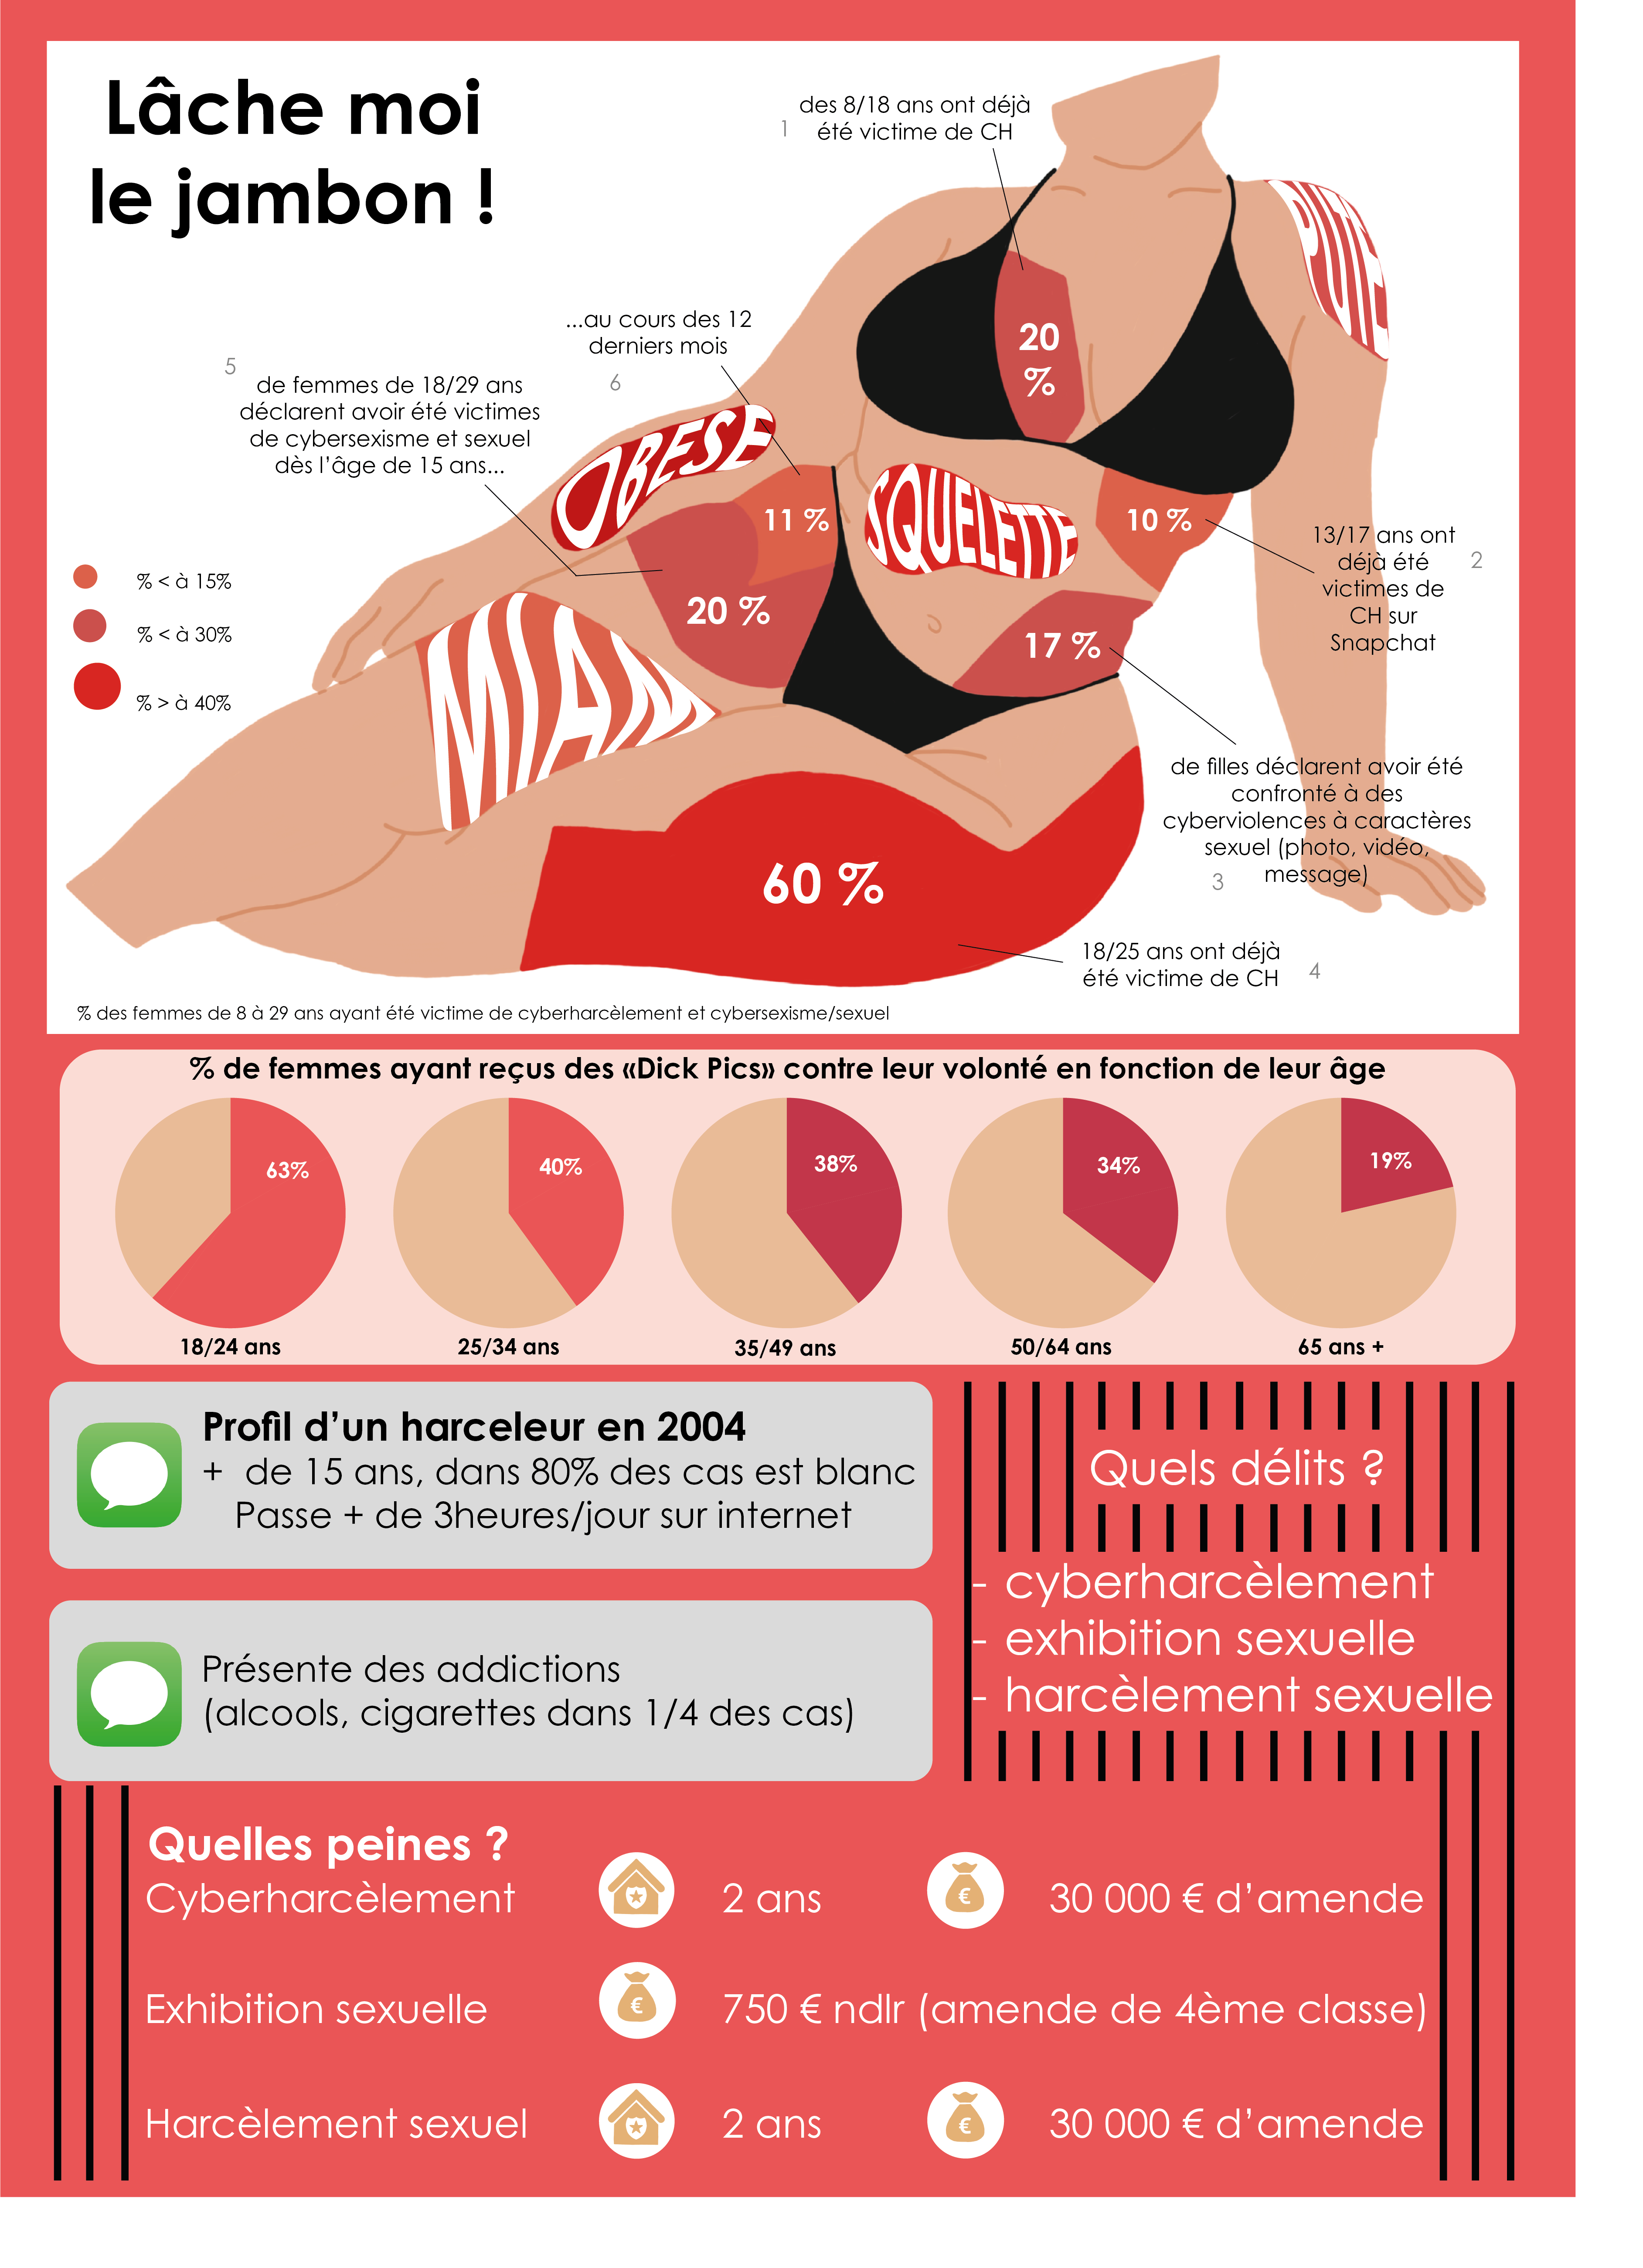 Lâche moi
le jambon !
1
des 8/18 ans ont déjà
été victime de CH
PUTE
20
%
...au cours des 12
derniers mois
6
5
de femmes de 18/29 ans
déclarent avoir été victimes
de cybersexisme et sexuel
dès l'âge de 15 ans...
OBESE
11 %
SQUELETTE
10 %
13/17 ans ont
déjà été
victimes de
CH sur
Snapchat
2
% < à 15%
% < à 30%
% > à 40%
20 %
17 %
MIAM
de filles déclarent avoir été
confronté à des
cyberviolences à caractères
sexuel (photo, vidéo,
message)
3
60 %
18/25 ans ont déjà
été victime de CH
4
% des femmes de 8 à 29 ans ayant été victime de cyberharcèlement et cybersexisme/sexuel
% de femmes ayant reçus des «Dick Pics» contre leur volonté en fonction de leur âge
63%
40%
38%
34%
19%
18/24 ans
25/34 ans
35/49 ans
50/64 ans
65 ans +
Profil d'un harceleur en 2004
+ de 15 ans, dans 80% des cas est blanc
Passe + de 3heures/jour sur internet
Présente des addictions
(alcools, cigarettes dans 1/4 des cas)
Quels délits ?
- cyberharcèlement
- exhibition sexuelle
- harcèlement sexuelle
Quelles peines ?
Cyberharcèlement 2 ans € 30 000 € d'amende
Exhibition sexuelle € 750 € ndlr (amende de 4ème classe)
Harcèlement sexuel 2 ans € 30 000 € d'amende